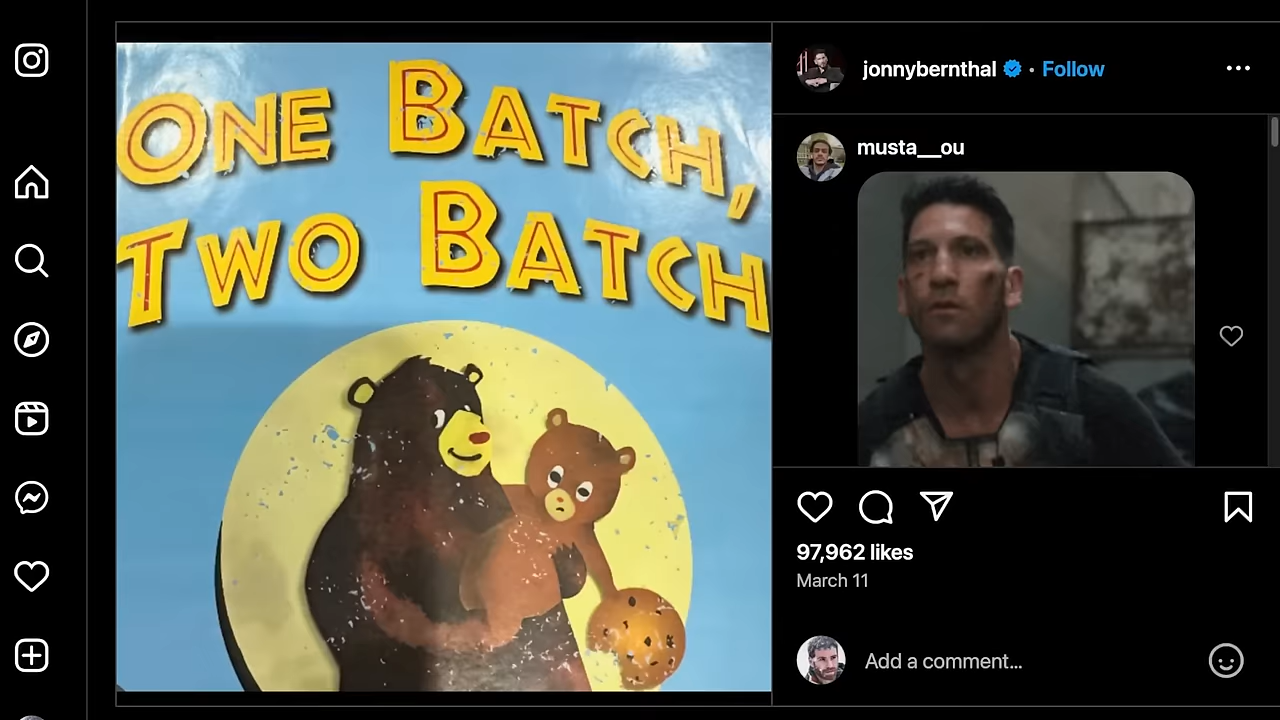 ONE BATCH,
TWO BATCH
jonnybernthal • Follow
musta__ou
97,962 likes
March 11
Add a comment...